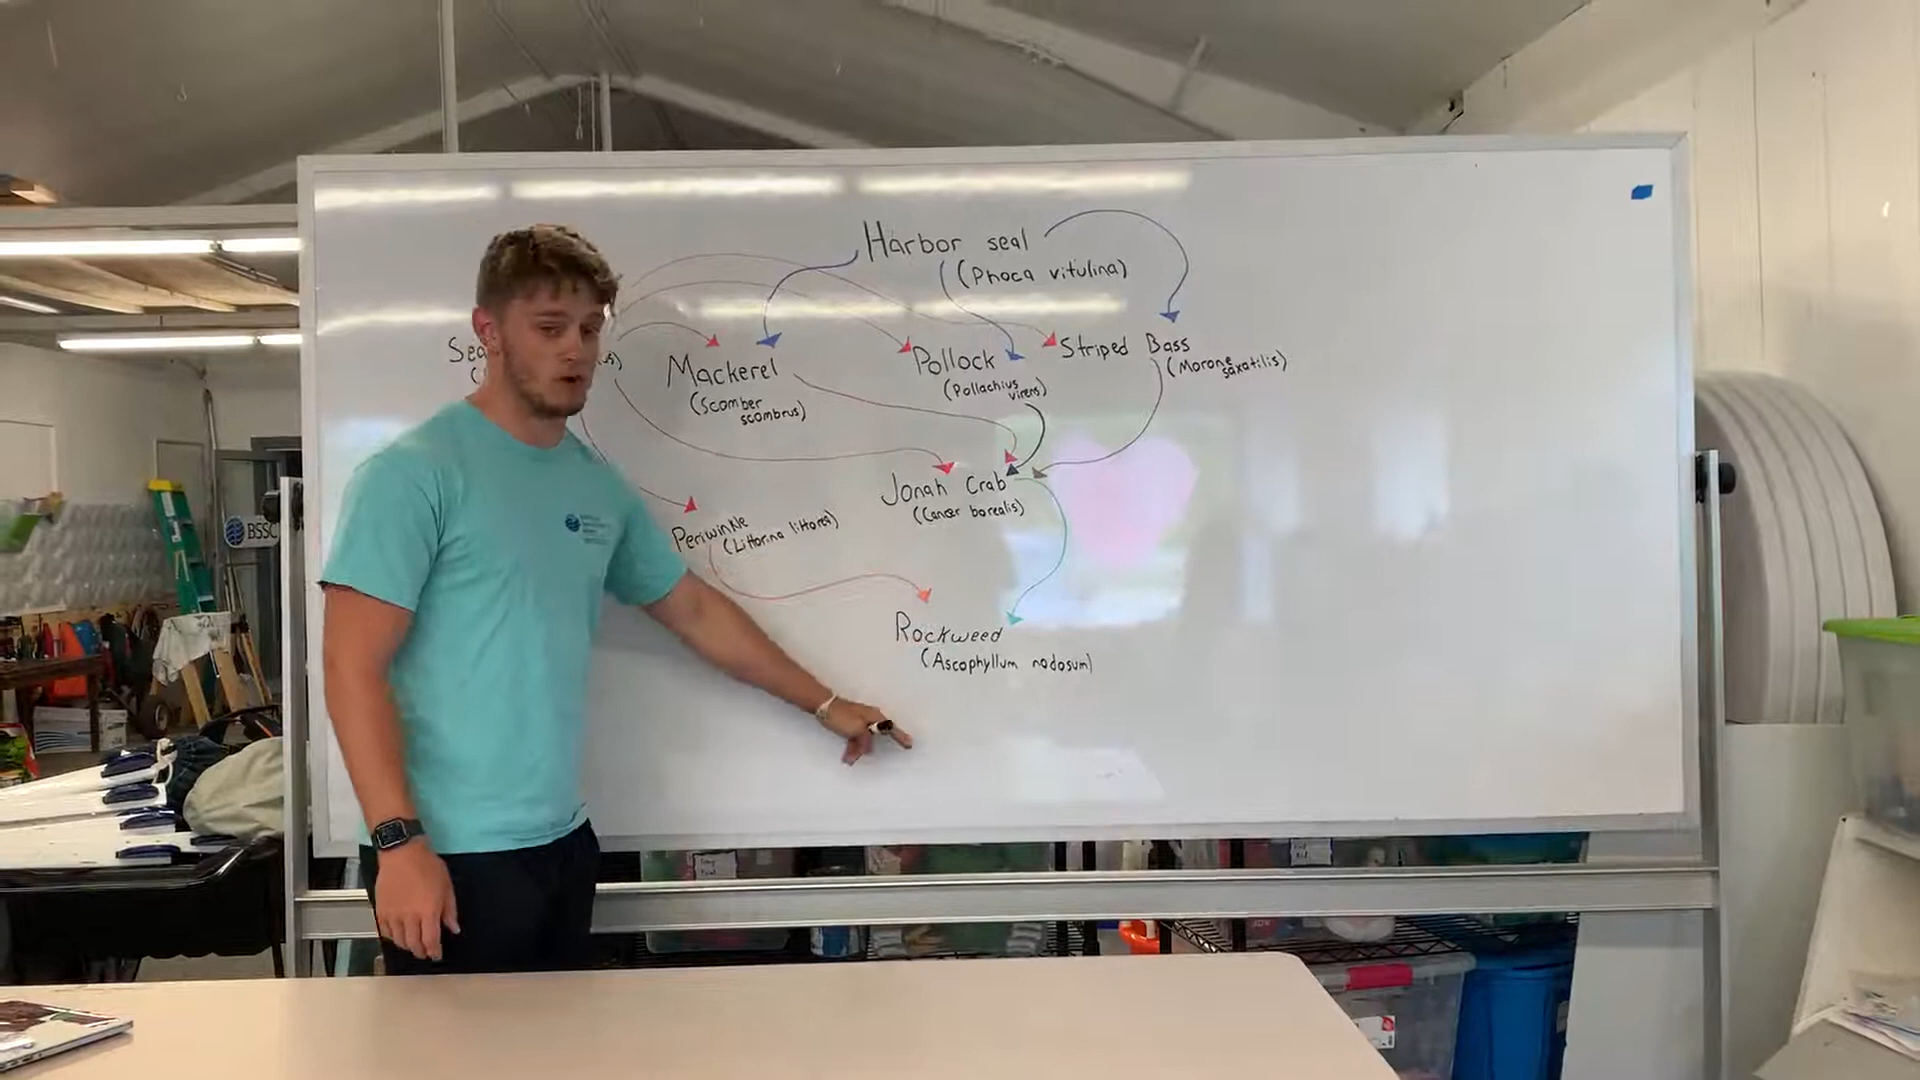 Harbor seal
(Phoca vitulina)
Mackerel
(Scomber
scombrus)
Pollock
(Pollachius
virens)
Striped Bass
(Morone
saxatilis)
Jonah Crab
(Cancer borealis)
Periwinkle
(Littorina littorea)
Rockweed
(Ascophyllum nodosum)
BSSC